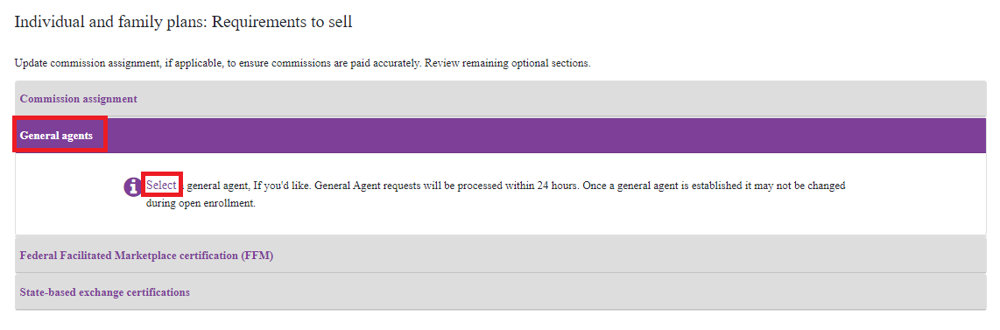 Individual and family plans: Requirements to sell
Update commission assignment, if applicable, to ensure commissions are paid accurately. Review remaining optional sections.
Commission assignment
General agents
Select general agent, If you'd like. General Agent requests will be processed within 24 hours. Once a general agent is established it may not be changed
during open enrollment.
Federal Facilitated Marketplace certification (FFM)
State-based exchange certifications